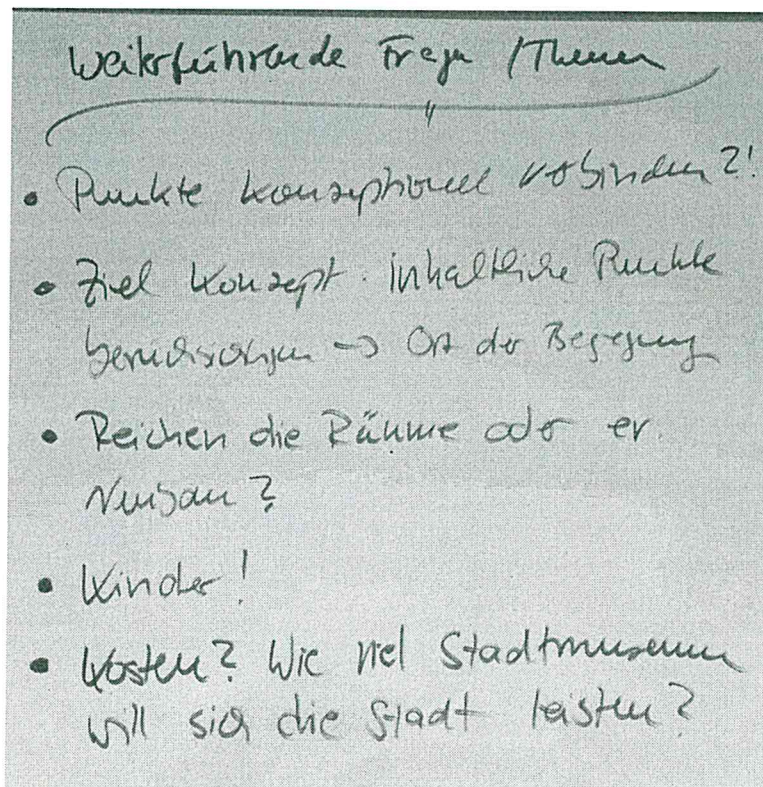 Weiterführende Fragen / Themen
• Punkte konzeptionell verbinden?!
• Ziel Konzept: inhaltliche Punkte
berücksichtigen → Ort der Begegnung
• Reichen die Räume oder ev.
Neubau?
• Kinder!
• Kosten? Wie viel Stadtmuseum
will sich die Stadt leisten?